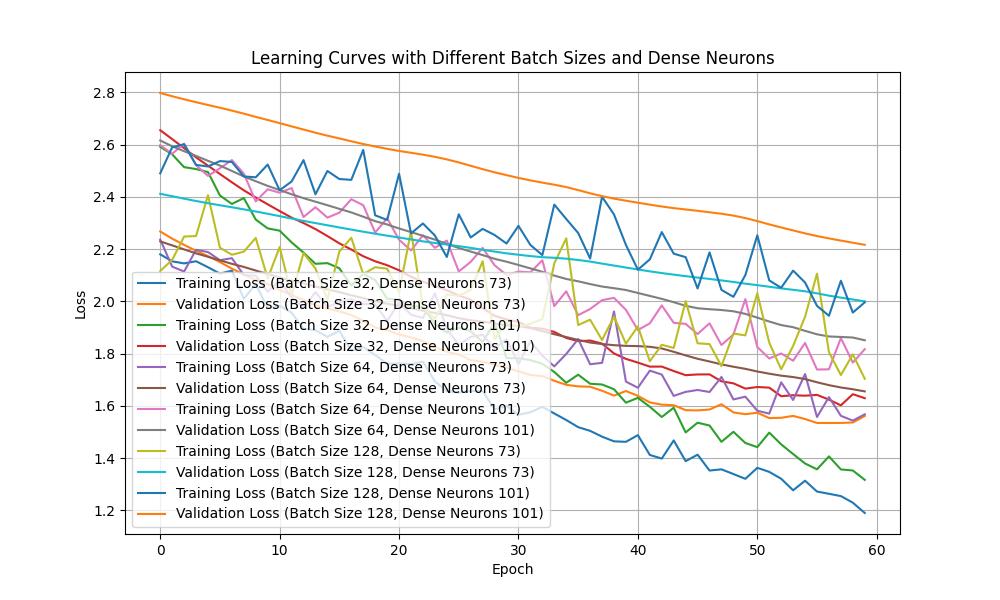 Learning Curves with Different Batch Sizes and Dense Neurons
2.8
2.6
2.4
2.2
2.0
1.8
1.6
1.4
1.2
Loss
Training Loss (Batch Size 32, Dense Neurons 73)
Validation Loss (Batch Size 32, Dense Neurons 73)
Training Loss (Batch Size 32, Dense Neurons 101)
Validation Loss (Batch Size 32, Dense Neurons 101)
Training Loss (Batch Size 64, Dense Neurons 73)
Validation Loss (Batch Size 64, Dense Neurons 73)
Training Loss (Batch Size 64, Dense Neurons 101)
Validation Loss (Batch Size 64, Dense Neurons 101)
Training Loss (Batch Size 128, Dense Neurons 73)
Validation Loss (Batch Size 128, Dense Neurons 73)
Training Loss (Batch Size 128, Dense Neurons 101)
Validation Loss (Batch Size 128, Dense Neurons 101)
0 10 20 30 40 50 60
Epoch